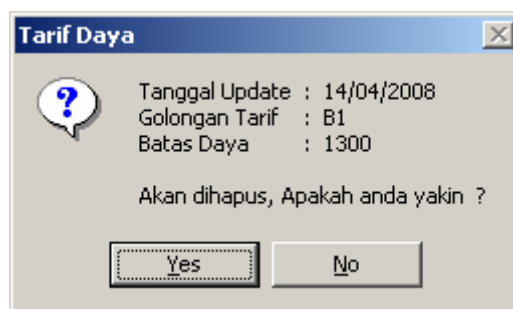 Tarif Daya
Tanggal Update : 14/04/2008
Golongan Tarif : B1
Batas Daya : 1300
Akan dihapus, Apakah anda yakin ?
Yes
No